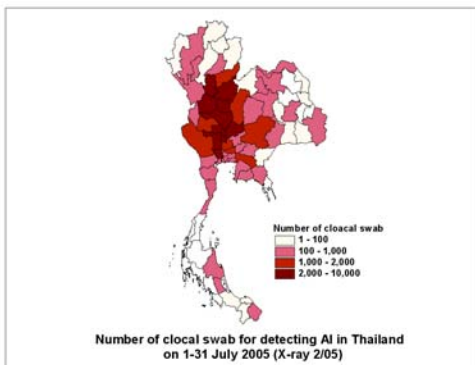 Number of cloacal swab
1 - 100
100 - 1,000
1,000 - 2,000
2,000 - 10,000
Number of clocal swab for detecting AI in Thailand
on 1-31 July 2005 (X-ray 2/05)